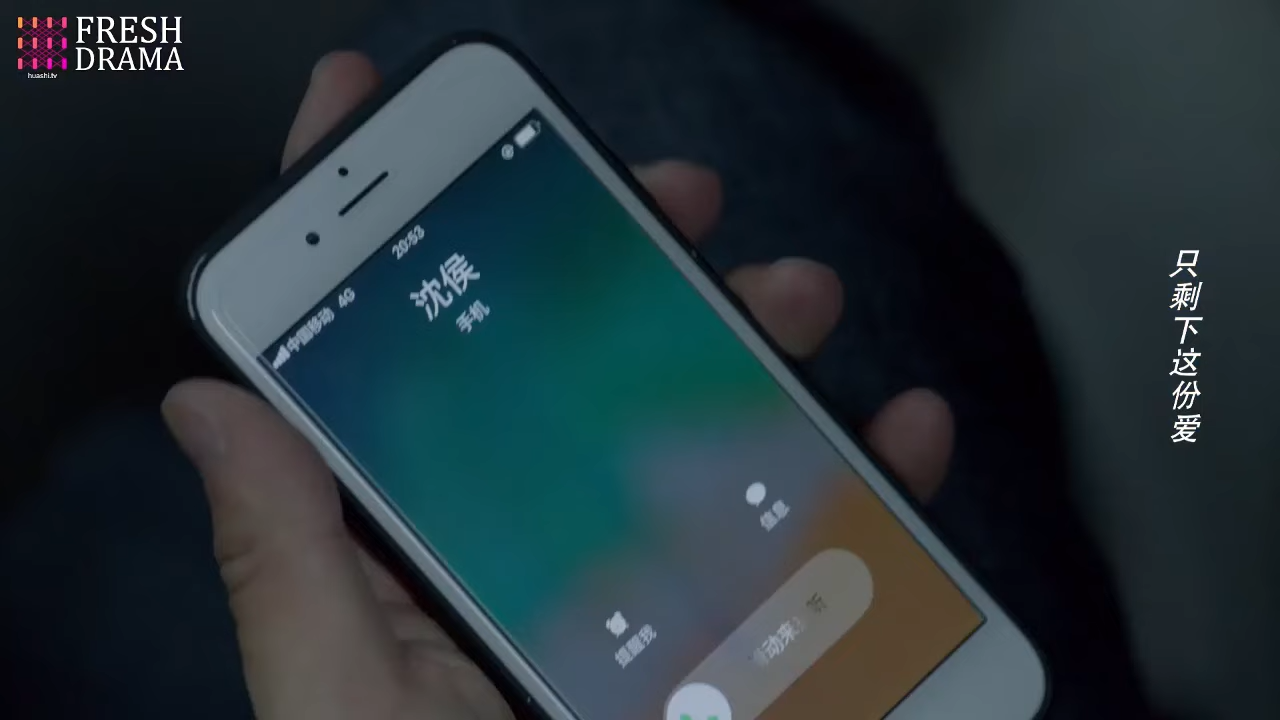 FRESH
DRAMA
huashi.tv
中国移动 4G
20:53
沈侯
手机
信息
提醒我
滑动来 听
只剩下这份爱